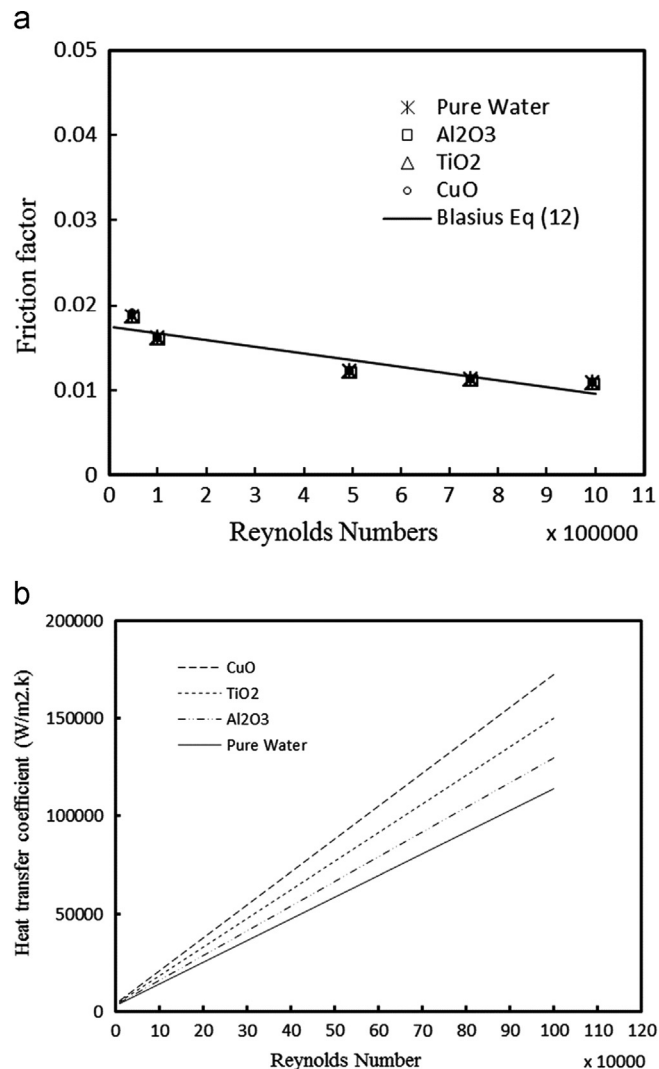 a
0.05
0.04
0.03
0.02
0.01
0
Friction factor
Pure Water
Al2O3
TiO2
CuO
Blasius Eq (12)
0 1 2 3 4 5 6 7 8 9 10 11
Reynolds Numbers x 100000
b
200000
150000
100000
50000
0
Heat transfer coefficient (W/m2.k)
CuO
TiO2
Al2O3
Pure Water
0 10 20 30 40 50 60 70 80 90 100 110 120
Reynolds Number x 10000